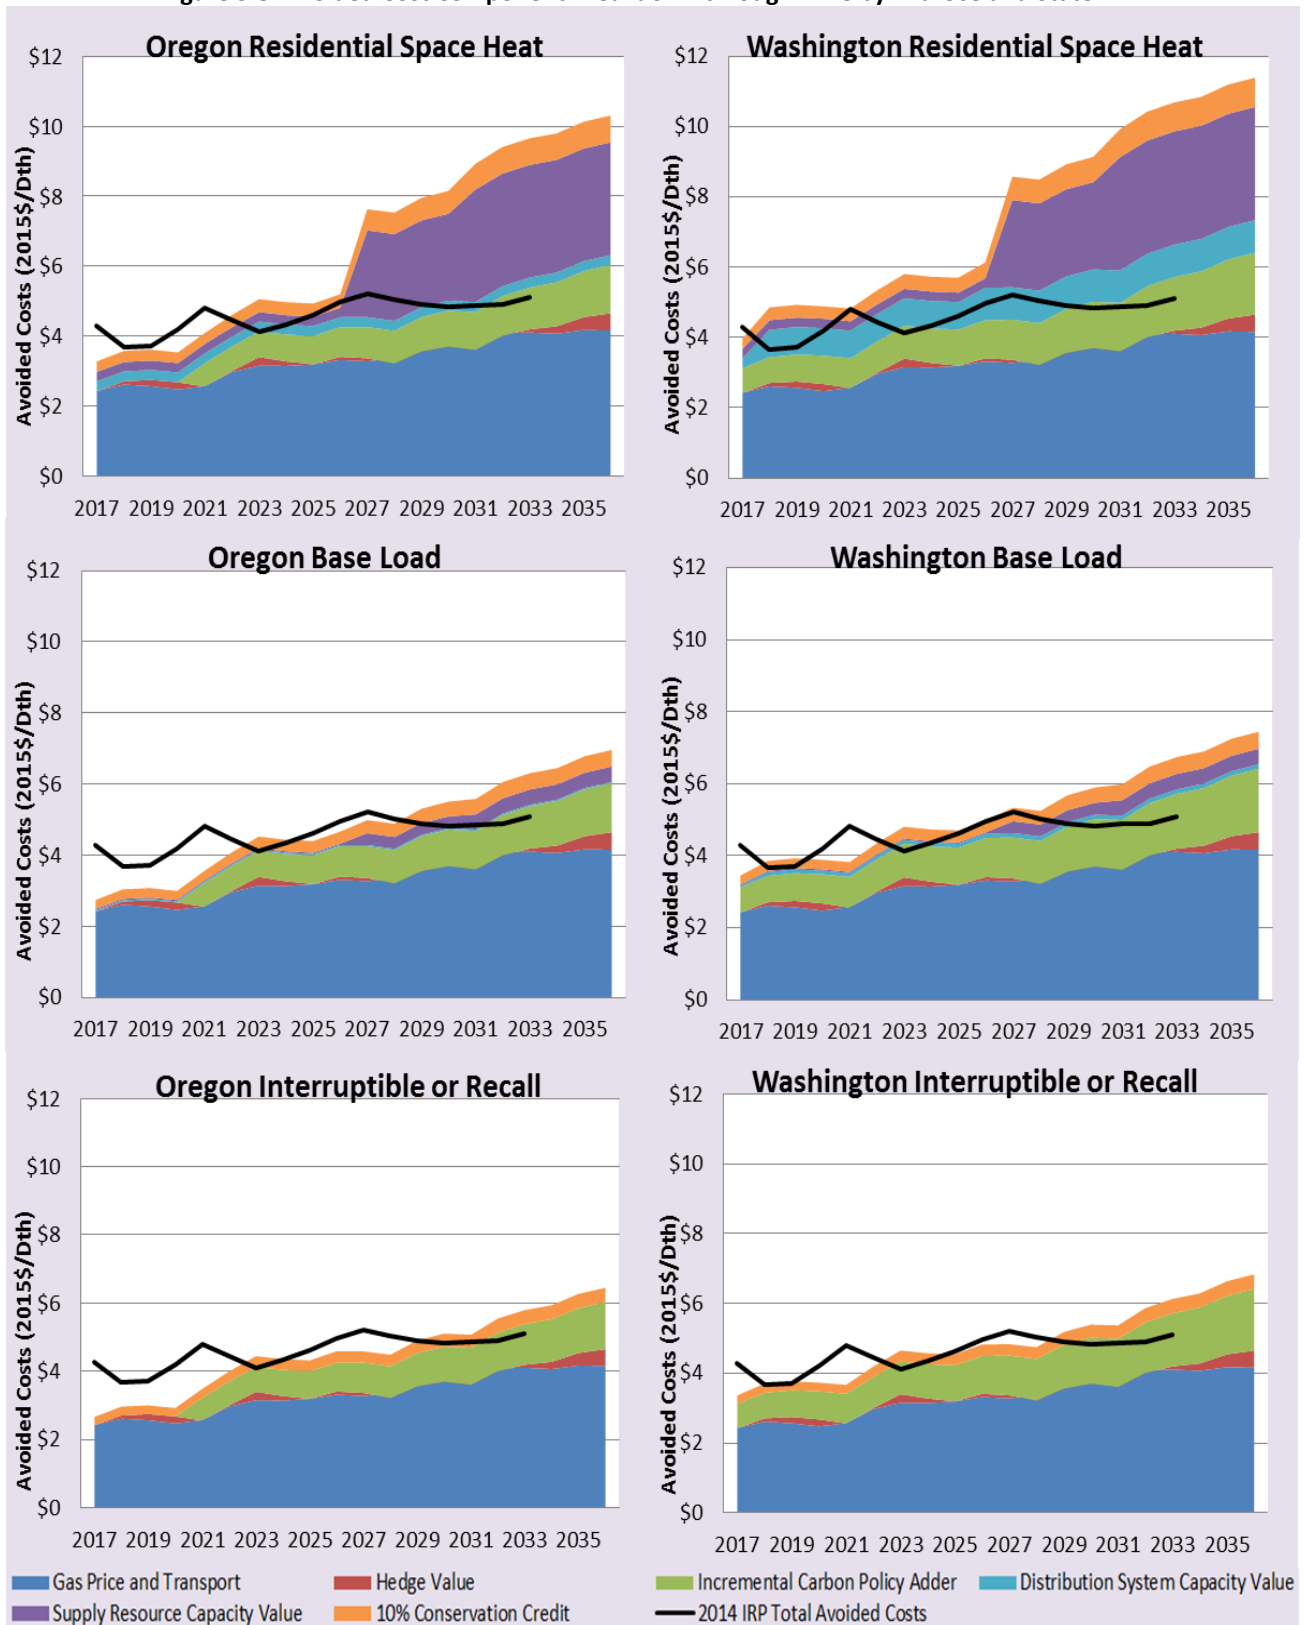 Oregon Residential Space Heat
Washington Residential Space Heat
Avoided Costs (2015$/Dth)
$12
$10
$8
$6
$4
$2
$0
2017 2019 2021 2023 2025 2027 2029 2031 2033 2035
Avoided Costs (2015$/Dth)
$12
$10
$8
$6
$4
$2
$0
2017 2019 2021 2023 2025 2027 2029 2031 2033 2035
Oregon Base Load
Washington Base Load
Avoided Costs (2015$/Dth)
$12
$10
$8
$6
$4
$2
$0
2017 2019 2021 2023 2025 2027 2029 2031 2033 2035
Avoided Costs (2015$/Dth)
$12
$10
$8
$6
$4
$2
$0
2017 2019 2021 2023 2025 2027 2029 2031 2033 2035
Oregon Interruptible or Recall
Washington Interruptible or Recall
Avoided Costs (2015$/Dth)
$12
$10
$8
$6
$4
$2
$0
2017 2019 2021 2023 2025 2027 2029 2031 2033 2035
Avoided Costs (2015$/Dth)
$12
$10
$8
$6
$4
$2
$0
2017 2019 2021 2023 2025 2027 2029 2031 2033 2035
Gas Price and Transport Hedge Value Incremental Carbon Policy Adder Distribution System Capacity Value
Supply Resource Capacity Value 10% Conservation Credit 2014 IRP Total Avoided Costs